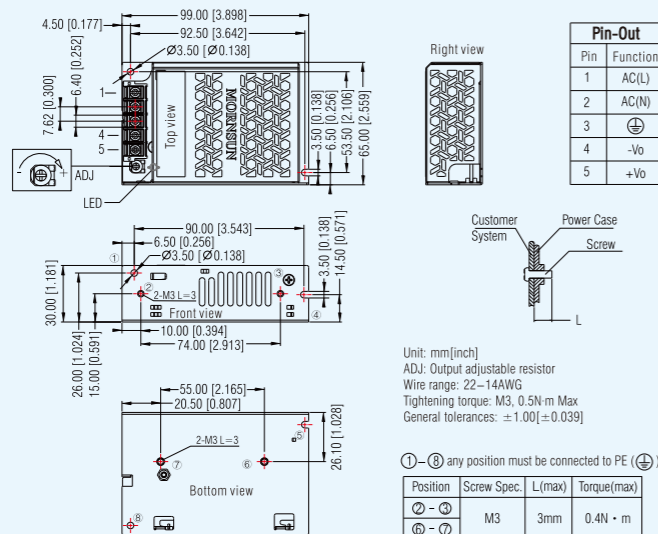 99.00 [3.898]
4.50 [0.177]
92.50 [3.642]
Ø3.50 [Ø0.138]
6.40 [0.252]
7.62 [0.300]
1
4
5
Top view
MORNSUN
3.50 [0.138]
6.50 [0.256]
53.50 [2.106]
65.00 [2.559]
- + ADJ
LED
Right view
Pin-Out
Pin Function
1 AC(L)
2 AC(N)
3
4 -Vo
5 +Vo
90.00 [3.543]
6.50 [0.256]
Ø3.50 [Ø0.138]
① ② ③ ④
2-M3 L=3
Front view
30.00 [1.181]
26.00 [1.024]
15.00 [0.591]
3.50 [0.138]
14.50 [0.571]
10.00 [0.394]
74.00 [2.913]
Customer System
Power Case
Screw
L
Unit: mm[inch]
ADJ: Output adjustable resistor
Wire range: 22–14AWG
Tightening torque: M3, 0.5N·m Max
General tolerances: ±1.00[±0.039]
55.00 [2.165]
20.50 [0.807]
26.10 [1.028]
2-M3 L=3
⑤
⑦ ⑥
Bottom view
⑧
①–⑧ any position must be connected to PE (⏚)
Position Screw Spec. L(max) Torque(max)
② - ③
M3 3mm 0.4N • m
⑥ - ⑦